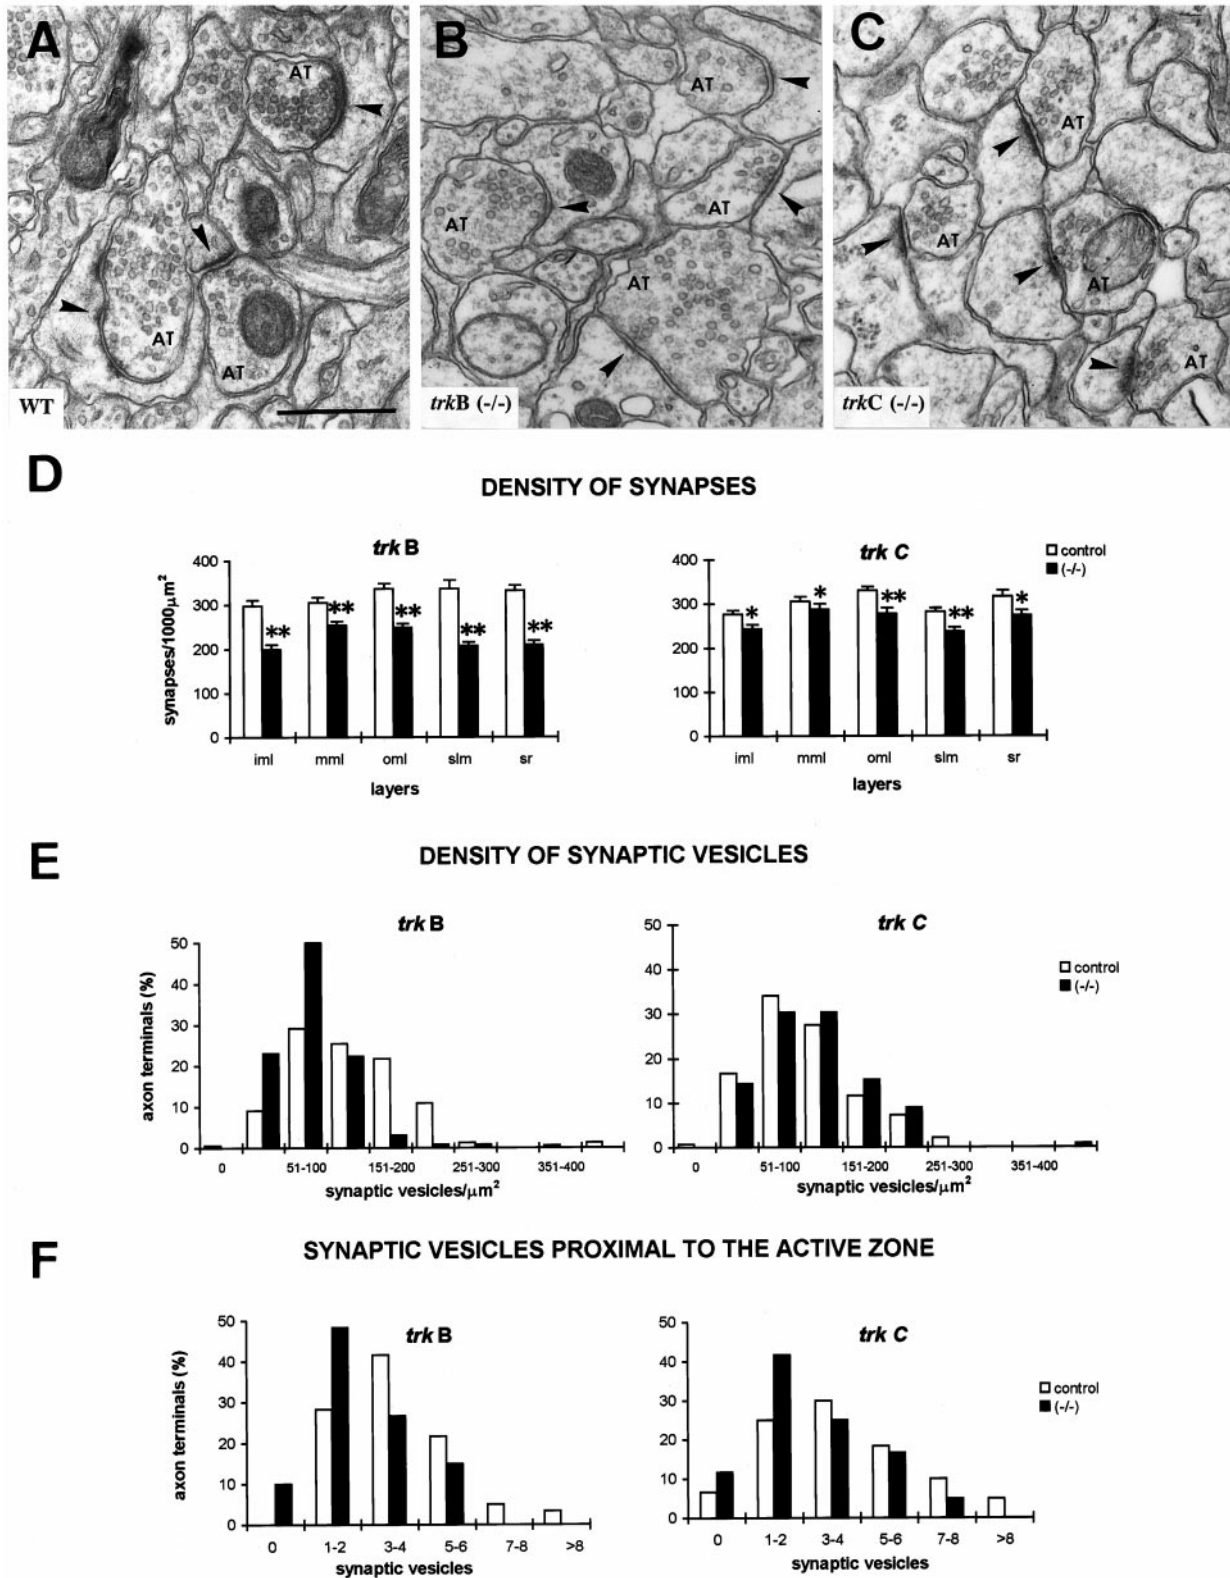 A
AT
AT
AT
WT
B
AT
AT
AT
AT
trkB (-/-)
C
AT
AT
AT
AT
trkC (-/-)
D
DENSITY OF SYNAPSES
trk B
400
300
200
100
0
synapses/1000μm²
** ** ** ** **
iml mml oml slm sr
layers
trk C
400
300
200
100
0
* * ** ** *
iml mml oml slm sr
layers
control
(-/-)
E
DENSITY OF SYNAPTIC VESICLES
trk B
50
40
30
20
10
0
axon terminals (%)
0 51-100 151-200 251-300 351-400
synaptic vesicles/μm²
trk C
50
40
30
20
10
0
0 51-100 151-200 251-300 351-400
synaptic vesicles/μm²
control
(-/-)
F
SYNAPTIC VESICLES PROXIMAL TO THE ACTIVE ZONE
trk B
50
40
30
20
10
0
axon terminals (%)
0 1-2 3-4 5-6 7-8 >8
synaptic vesicles
trk C
50
40
30
20
10
0
0 1-2 3-4 5-6 7-8 >8
synaptic vesicles
control
(-/-)